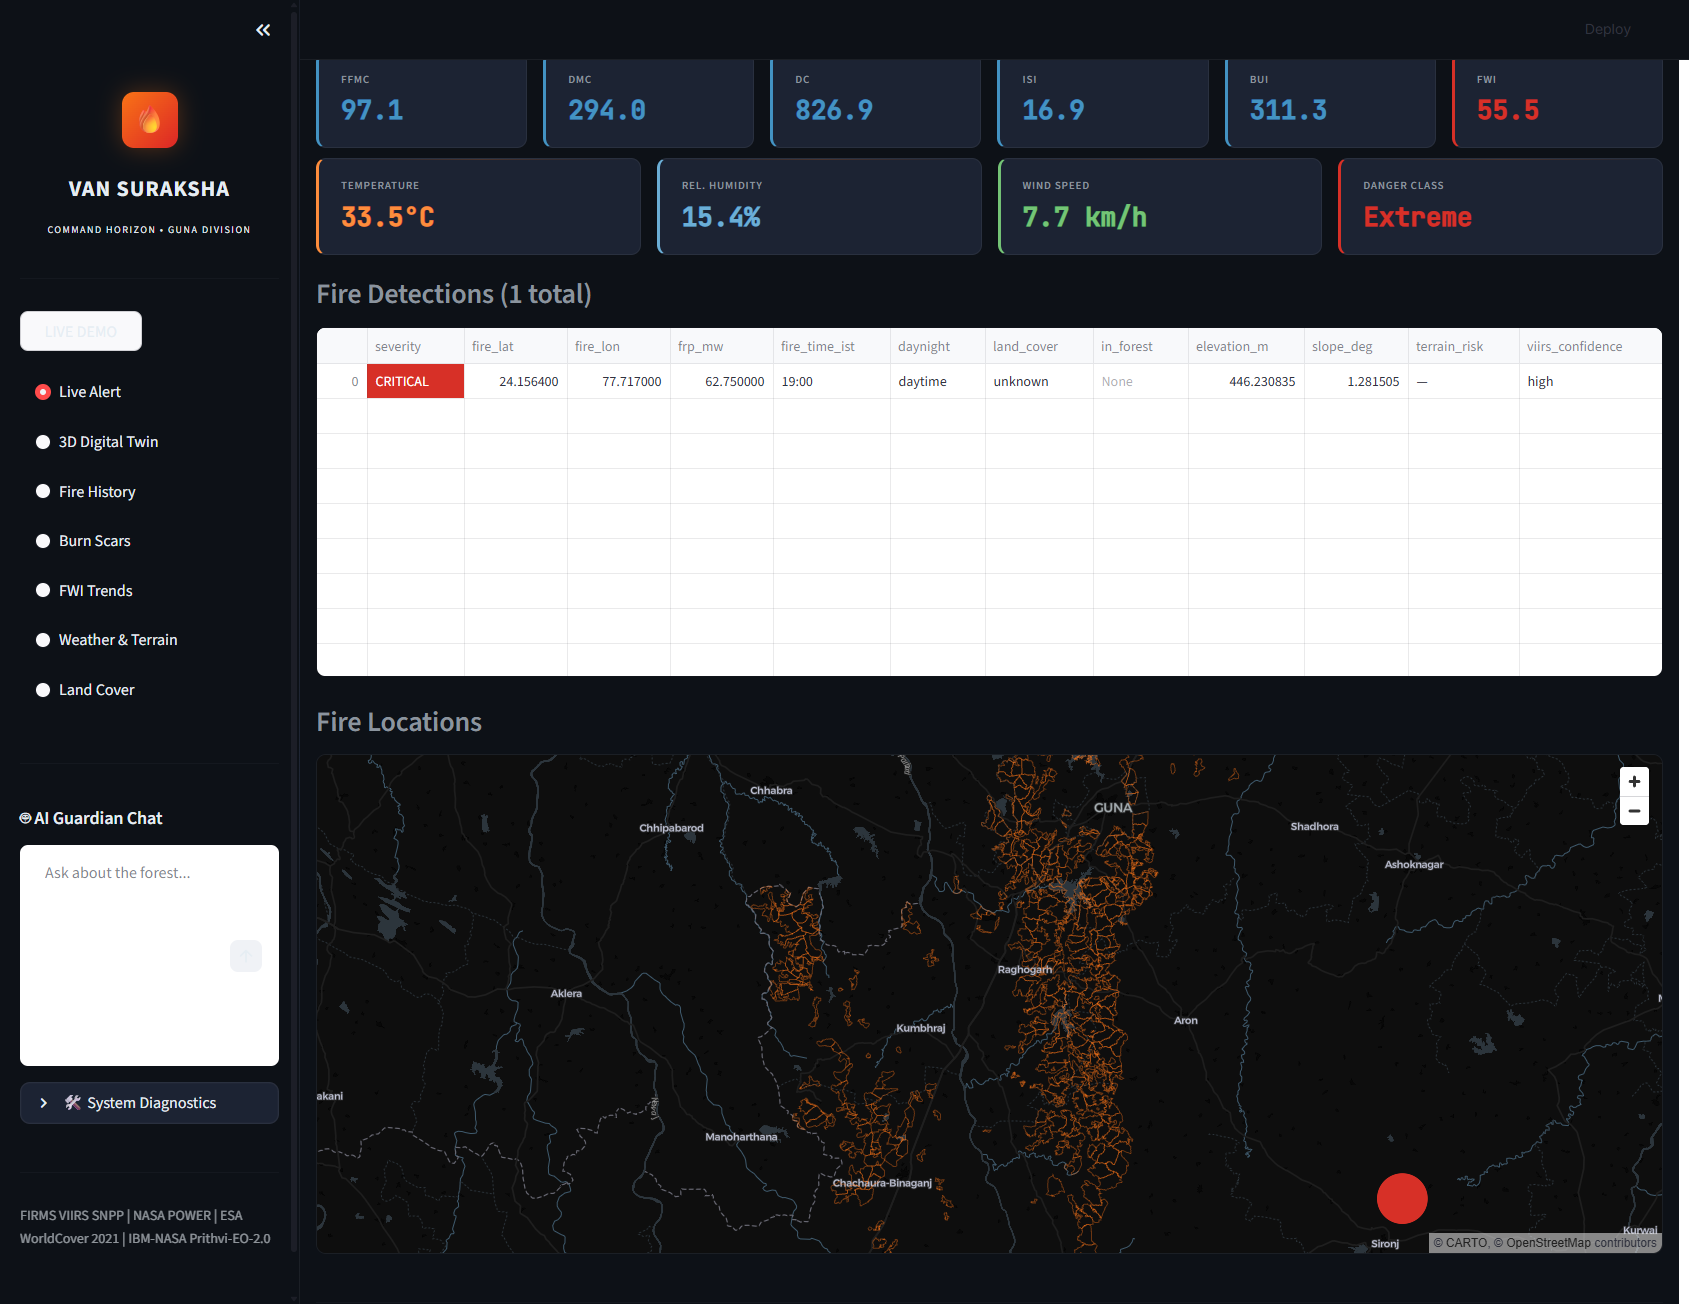 Deploy
VAN SURAKSHA
COMMAND HORIZON • GUNA DIVISION
LIVE DEMO
Live Alert
3D Digital Twin
Fire History
Burn Scars
FWI Trends
Weather & Terrain
Land Cover
AI Guardian Chat
Ask about the forest...
System Diagnostics
FIRMS VIIRS SNPP | NASA POWER | ESA
WorldCover 2021 | IBM-NASA Prithvi-EO-2.0
FFMC DMC DC ISI BUI FWI
97.1 294.0 826.9 16.9 311.3 55.5
TEMPERATURE REL. HUMIDITY WIND SPEED DANGER CLASS
33.5°C 15.4% 7.7 km/h Extreme
Fire Detections (1 total)
severity fire_lat fire_lon frp_mw fire_time_ist daynight land_cover in_forest elevation_m slope_deg terrain_risk viirs_confidence
0 CRITICAL 24.156400 77.717000 62.750000 19:00 daytime unknown None 446.230835 1.281505 — high
Fire Locations
+
−
Chhabra
GUNA
Chhipabarod
Shadhora
Ashoknagar
Raghogarh
Aklera
Aron
Kumbhraj
akani
Manoharthana
Chachaura-Binaganj
Kurwai
Sironj
© CARTO, © OpenStreetMap contributors